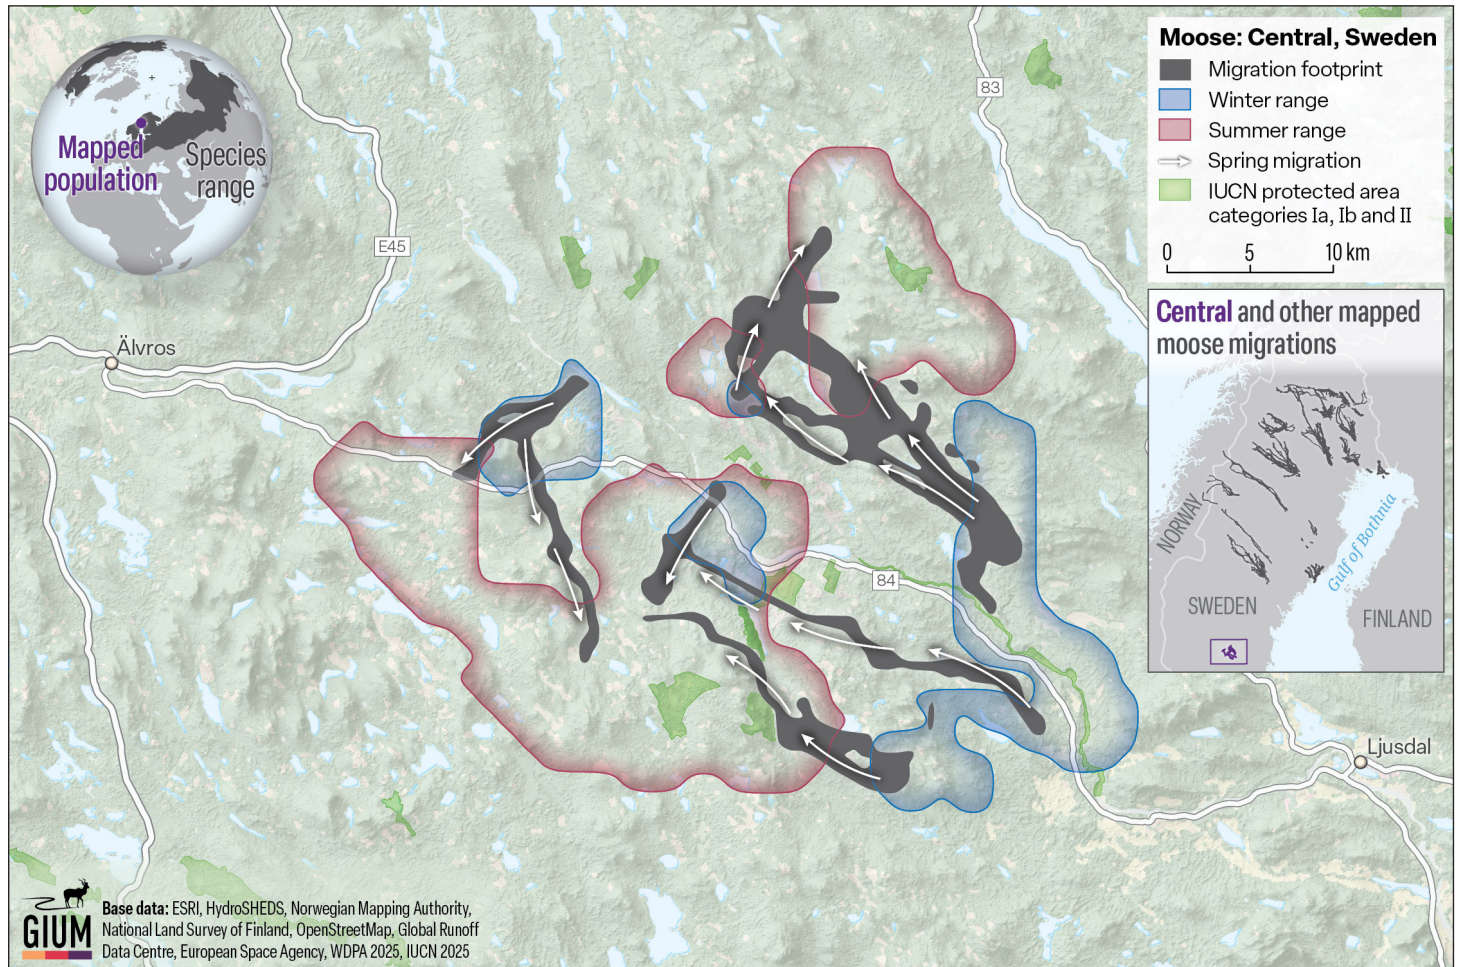 Moose: Central, Sweden
Migration footprint
Winter range
Summer range
Spring migration
IUCN protected area
categories Ia, Ib and II
0 5 10 km
Mapped
population
Species
range
83
E45
Älvros
84
Ljusdal
Central and other mapped
moose migrations
NORWAY
SWEDEN
FINLAND
Gulf of Bothnia
GIUM
Base data: ESRI, HydroSHEDS, Norwegian Mapping Authority,
National Land Survey of Finland, OpenStreetMap, Global Runoff
Data Centre, European Space Agency, WDPA 2025, IUCN 2025